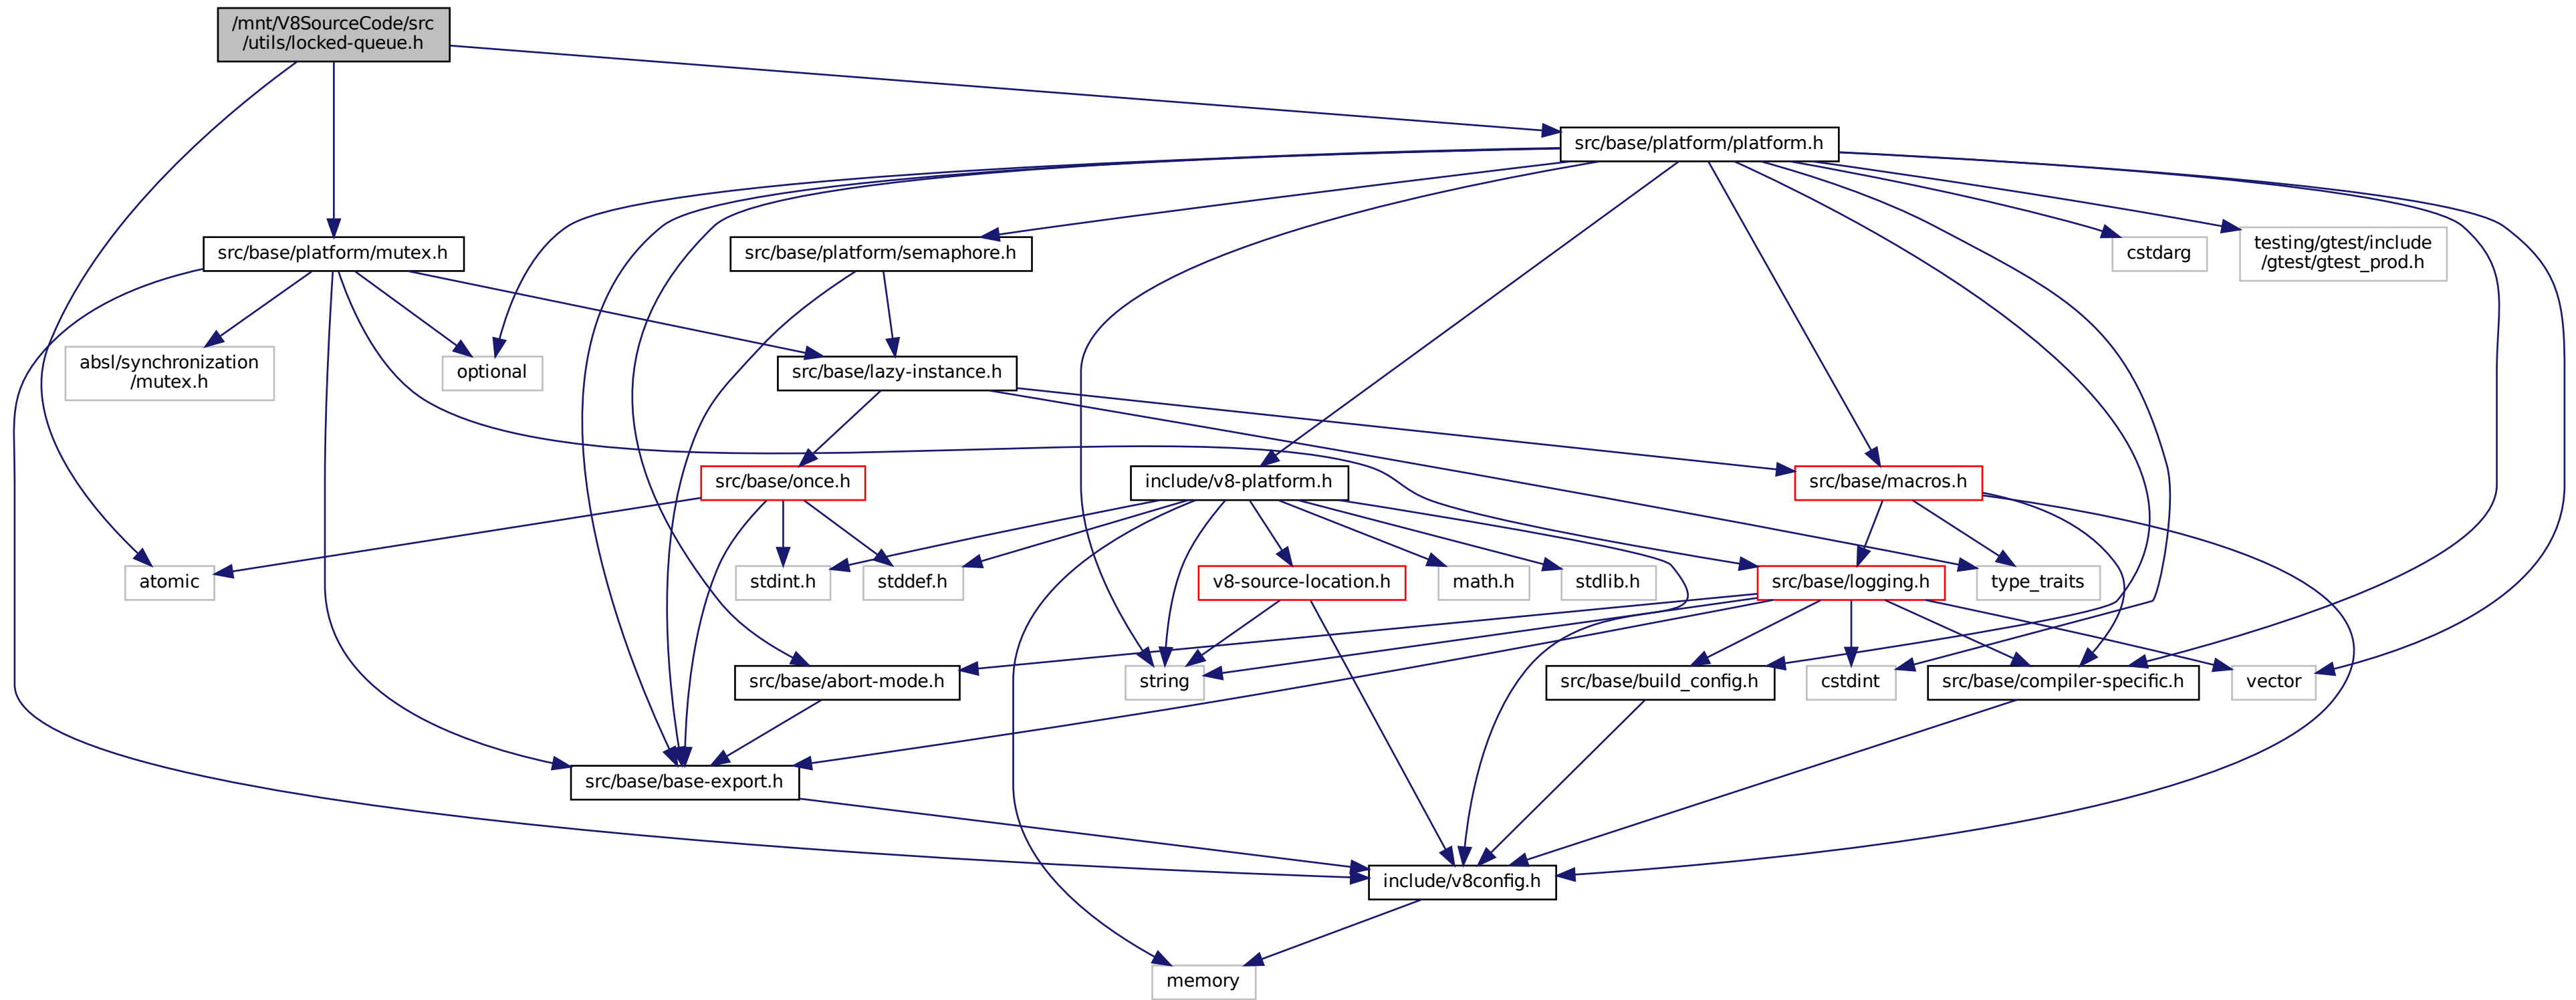 /mnt/V8SourceCode/src
/utils/locked-queue.h
src/base/platform/platform.h
src/base/platform/mutex.h
src/base/platform/semaphore.h
cstdarg
testing/gtest/include
/gtest/gtest_prod.h
absl/synchronization
/mutex.h
optional
src/base/lazy-instance.h
src/base/once.h
include/v8-platform.h
src/base/macros.h
atomic
stdint.h
stddef.h
v8-source-location.h
math.h
stdlib.h
src/base/logging.h
type_traits
src/base/abort-mode.h
string
src/base/build_config.h
cstdint
src/base/compiler-specific.h
vector
src/base/base-export.h
include/v8config.h
memory